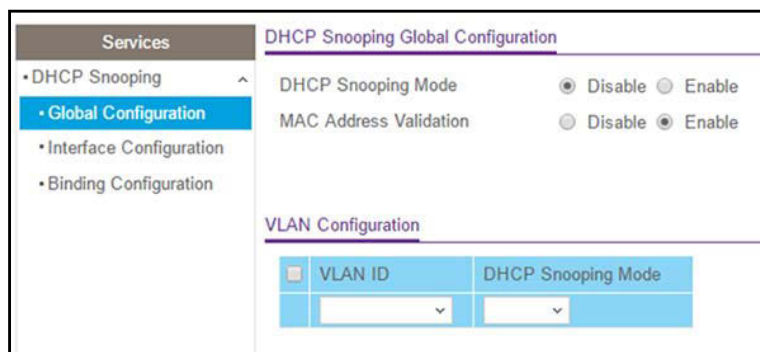 Services
DHCP Snooping
Global Configuration
Interface Configuration
Binding Configuration
DHCP Snooping Global Configuration
DHCP Snooping Mode Disable Enable
MAC Address Validation Disable Enable
VLAN Configuration
VLAN ID DHCP Snooping Mode